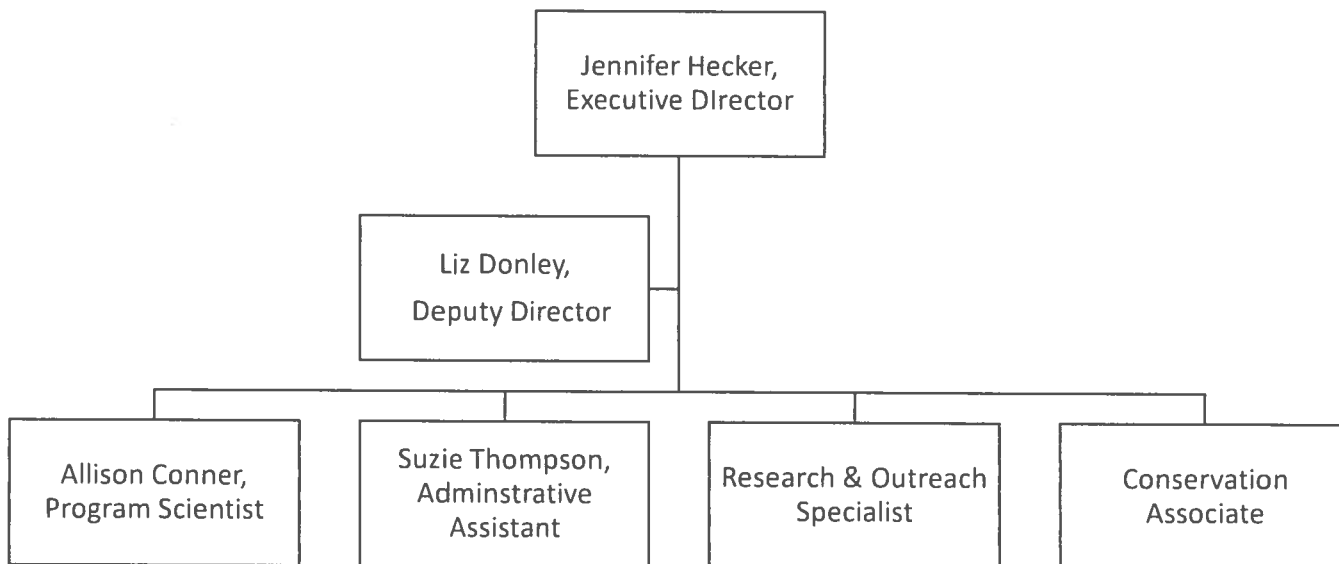 Jennifer Hecker,
Executive DIrector
Liz Donley,
Deputy Director
Allison Conner,
Program Scientist
Suzie Thompson,
Adminstrative
Assistant
Research & Outreach
Specialist
Conservation
Associate